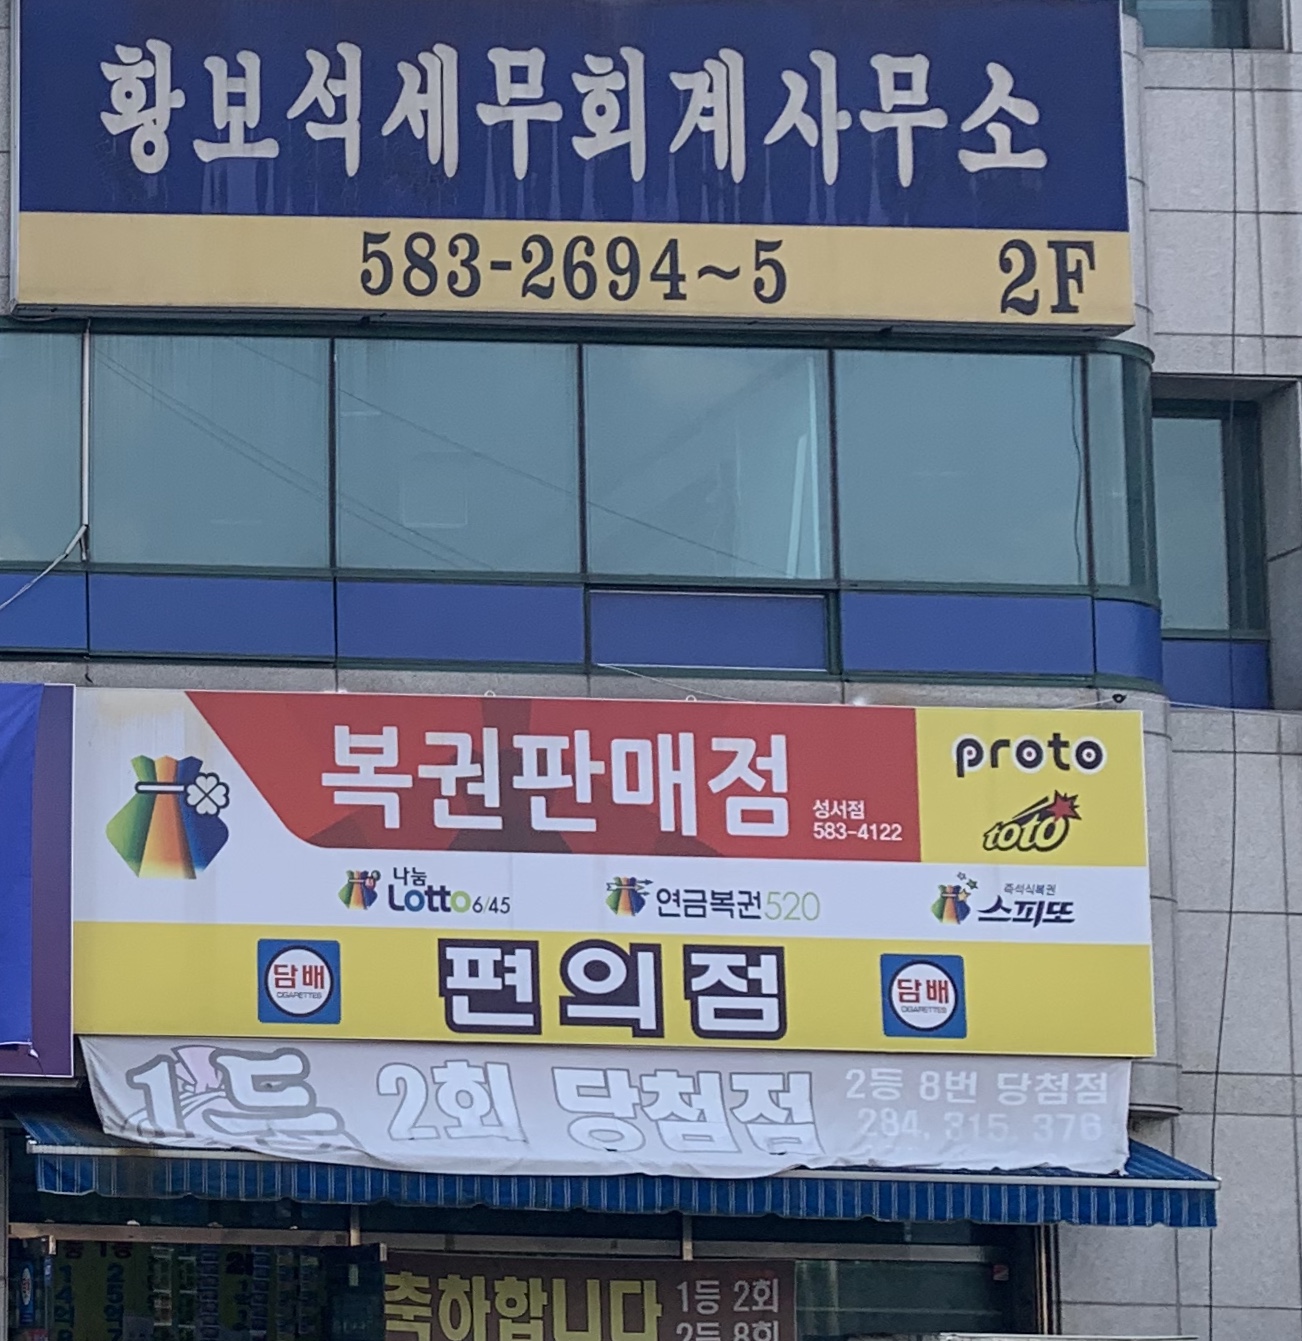 황보석세무회계사무소
583-2694~5 2F
복권판매점
성서점
583-4122
proto
toto
나눔
Lotto 6/45
연금복권520
즉석식복권
스피또
담배
CIGARETTES
편의점
담배
CIGARETTES
1등 2회 당첨점
2등 8번 당첨점
284, 315, 376
축하합니다
1등 2회
2등 8회